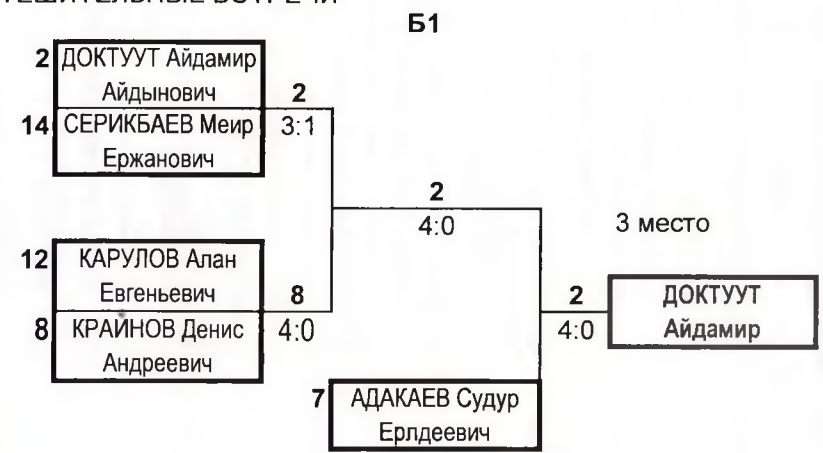 Б1
2 ДОКТУУТ Айдамир
Айдынович
2
14 СЕРИКБАЕВ Меир
3:1
Ержанович
2
4:0
3 место
12 КАРУЛОВ Алан
Евгеньевич
8
8 КРАЙНОВ Денис
4:0
Андреевич
2
4:0
ДОКТУУТ
Айдамир
7 АДАКАЕВ Судур
Ерлдеевич